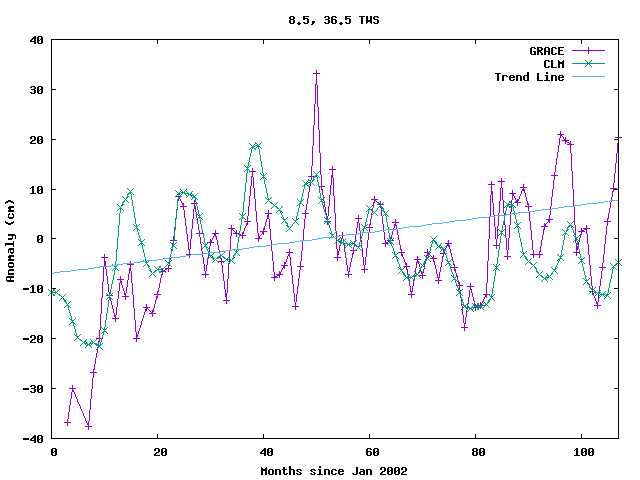 8.5, 36.5 TWS
GRACE
CLM
Trend Line
40
30
20
10
0
-10
-20
-30
-40
Anomaly (cm)
0 20 40 60 80 100
Months since Jan 2002